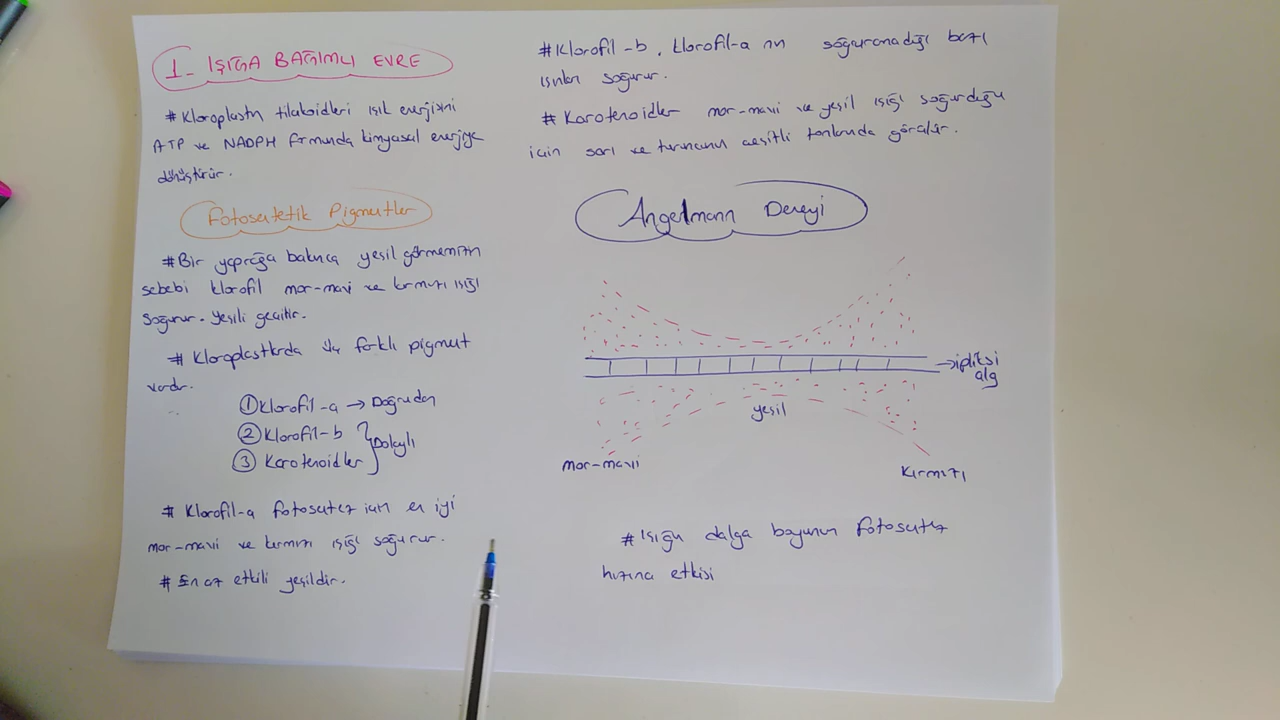 1- IŞIĞA BAĞIMLI EVRE
# Kloroplastın tilakoidleri ışık enerjisini
ATP ve NADPH formunda kimyasal enerjiye
dönüştürür.
Fotosentetik Pigmentler
# Bir yaprağa bakınca yeşil görmemizin
sebebi klorofil mor-mavi ve kırmızı ışığı
soğurur. Yeşili geçirir.
# Kloroplastlarda üç farklı pigment
vardır.
① Klorofil-a → Doğrudan
② Klorofil-b } Dolaylı
③ Karotenoidler
# Klorofil-a fotosentez için en iyi
mor-mavi ve kırmızı ışığı soğurur.
# En az etkili yeşildir.
# Klorofil-b, klorofil-a nın soğuramadığı bazı
ışınları soğurur.
# Karotenoidler mor-mavi ve yeşil ışığı soğurduğu
için sarı ve turuncunun çeşitli tonlarında görülür.
Angelmann Deneyi
→ ipliksi
alg
yeşil
mor-mavi
Kırmızı
# Işığın dalga boyunun fotosentez
hızına etkisi